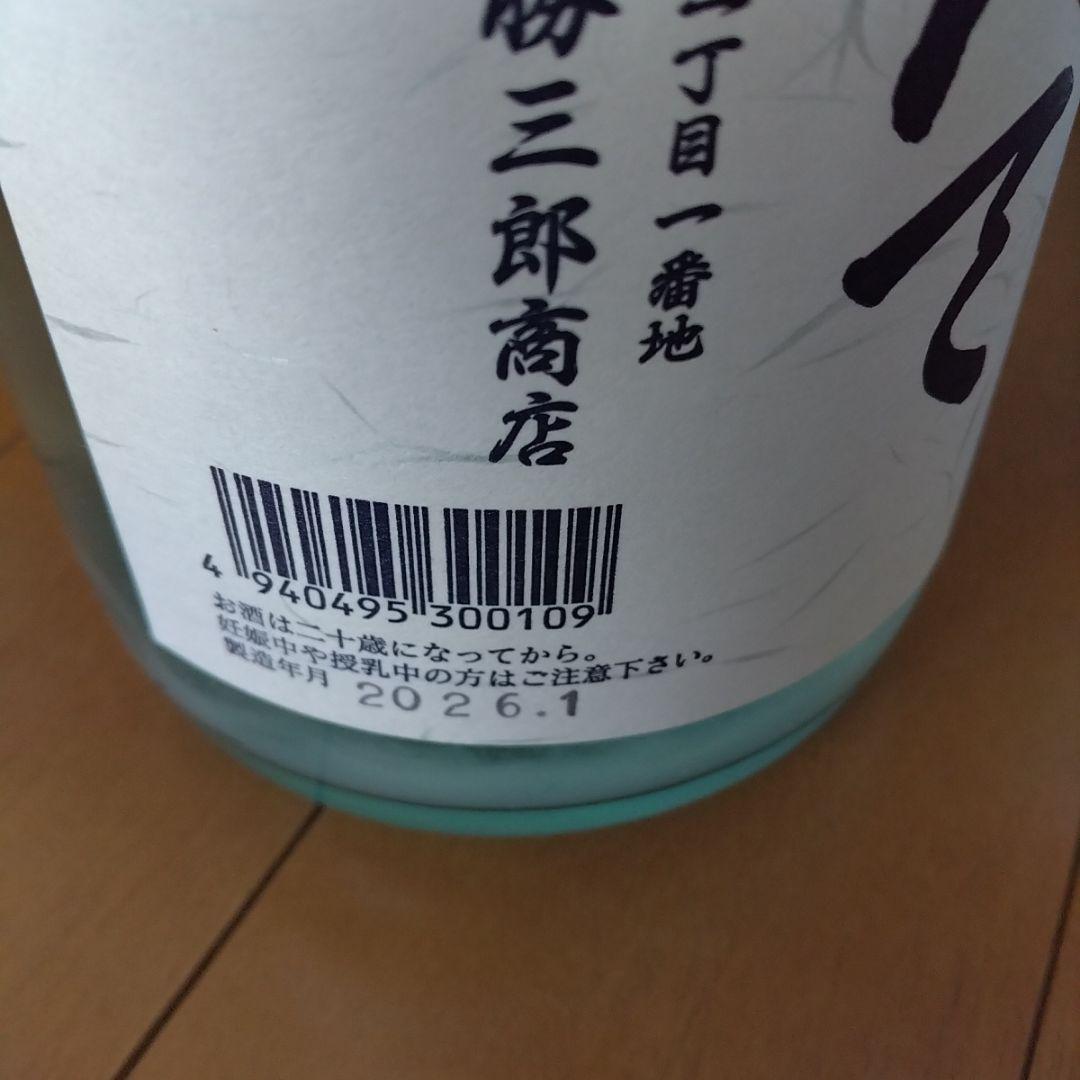 丁目一番地
勝三郎商店
4 940495 300109
お酒は二十歳になってから。
妊娠中や授乳中の方はご注意下さい。
製造年月 2026.1